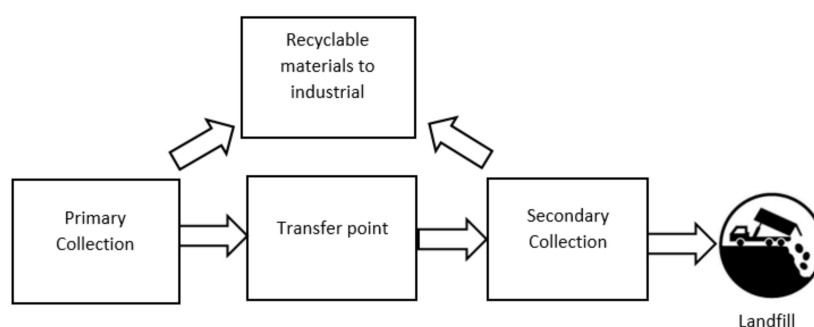 Recyclable
materials to
industrial
Primary
Collection
Transfer point
Secondary
Collection
Landfill